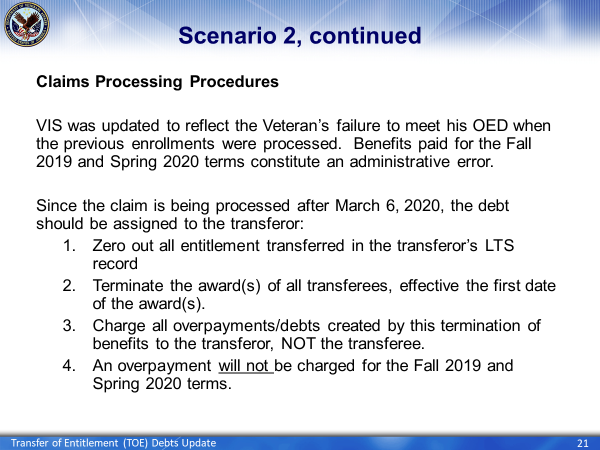 Scenario 2, continued
Claims Processing Procedures
VIS was updated to reflect the Veteran's failure to meet his OED when
the previous enrollments were processed.  Benefits paid for the Fall
2019 and Spring 2020 terms constitute an administrative error.
Since the claim is being processed after March 6, 2020, the debt
should be assigned to the transferor:
1. Zero out all entitlement transferred in the transferor's LTS
record
2. Terminate the award(s) of all transferees, effective the first date
of the award(s).
3. Charge all overpayments/debts created by this termination of
benefits to the transferor, NOT the transferee.
4. An overpayment will not be charged for the Fall 2019 and
Spring 2020 terms.
Transfer of Entitlement (TOE) Debts Update
21